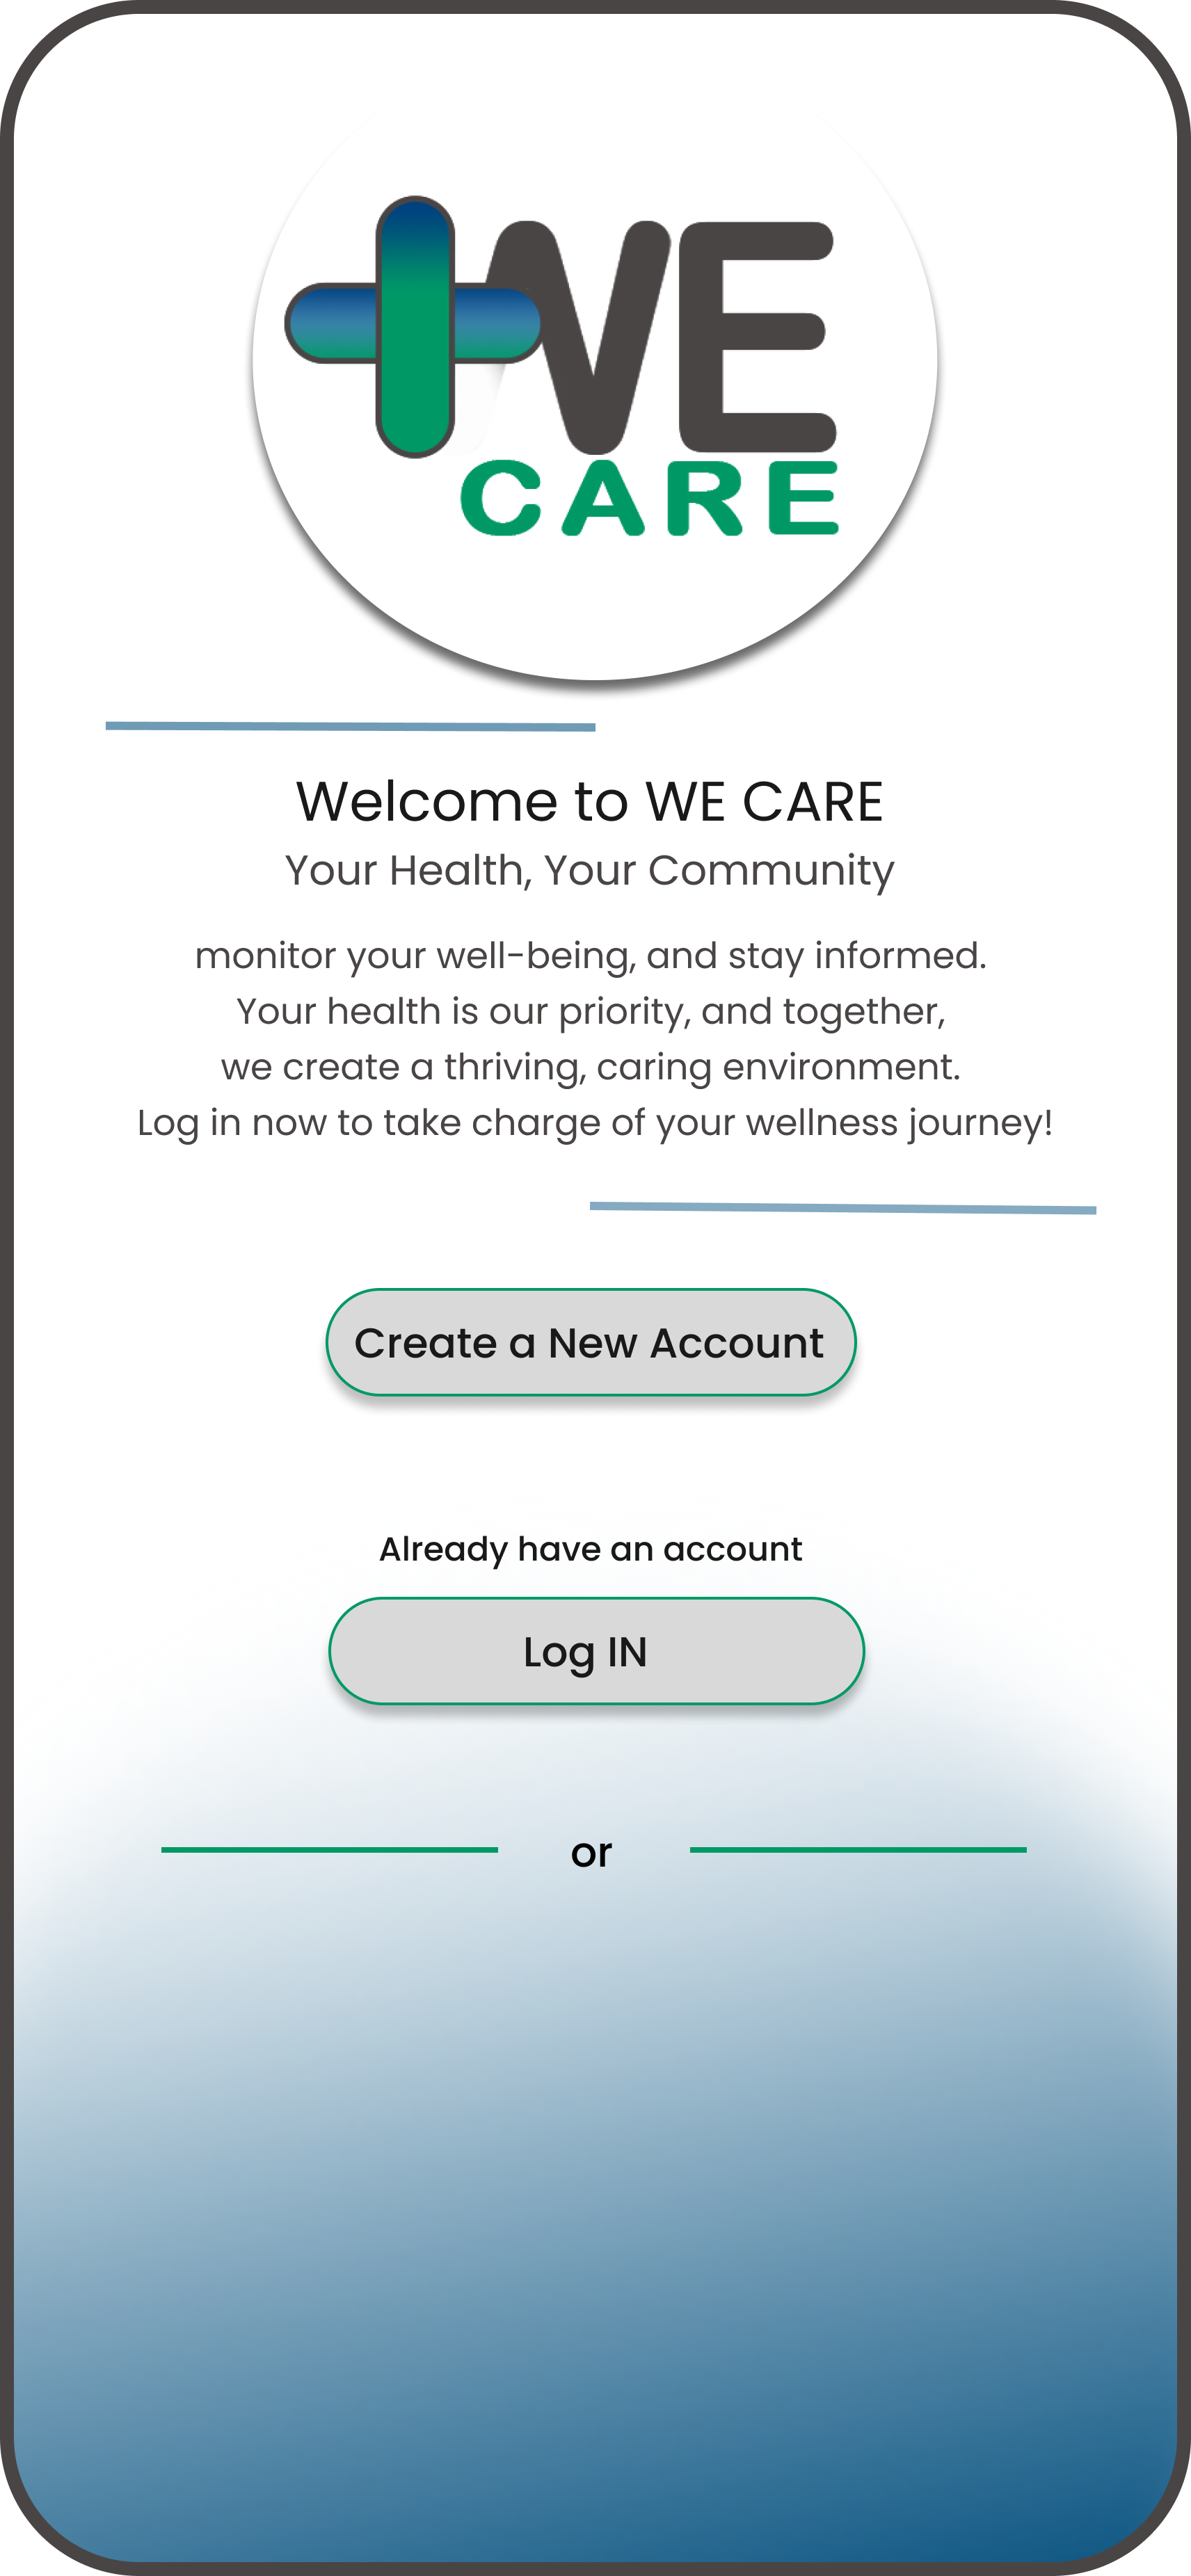 WE
CARE
Welcome to WE CARE
Your Health, Your Community
monitor your well-being, and stay informed.
Your health is our priority, and together,
we create a thriving, caring environment.
Log in now to take charge of your wellness journey!
Create a New Account
Already have an account
Log IN
or